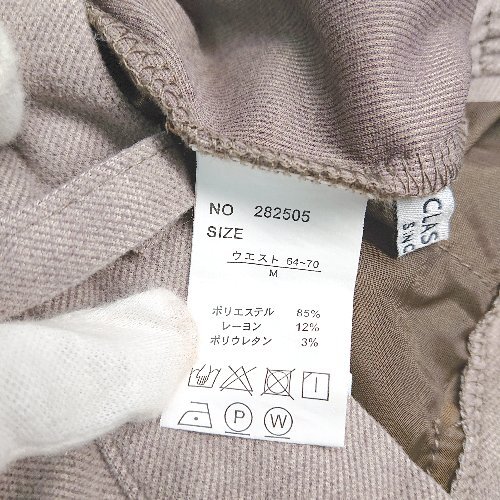 NO 282505
SIZE
ウエスト 64~70
M
ポリエステル 85%
レーヨン 12%
ポリウレタン 3%
P W
CLAS